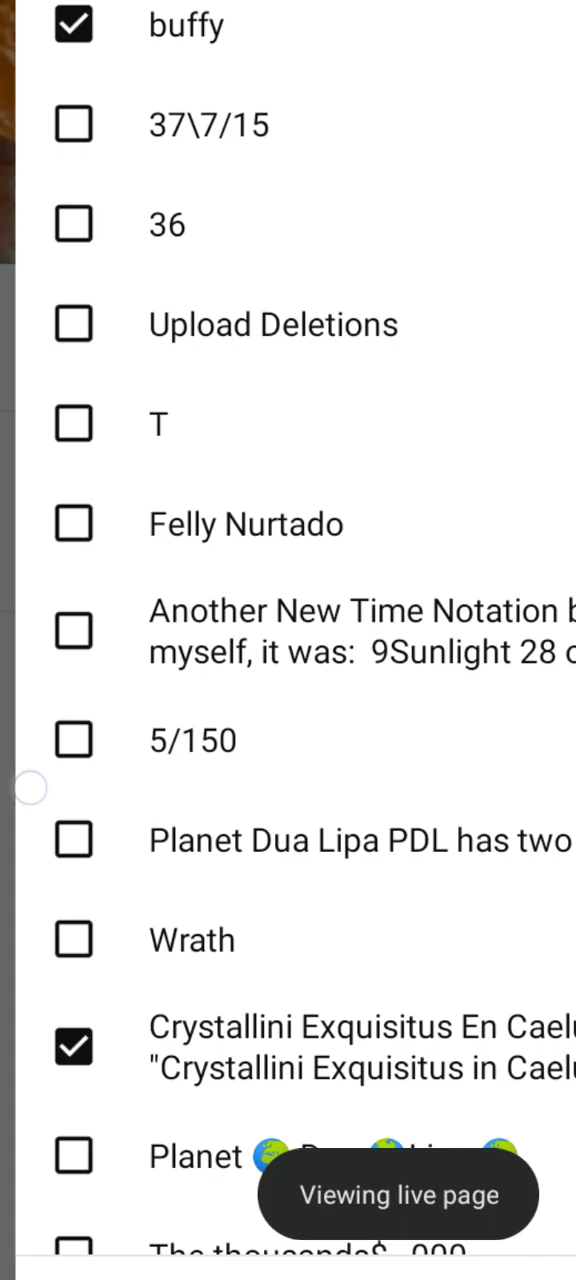 buffy
37\7/15
36
Upload Deletions
T
Felly Nurtado
Another New Time Notation
myself, it was:  9Sunlight 28
5/150
Planet Dua Lipa PDL has two
Wrath
Crystallini Exquisitus En
"Crystallini Exquisitus in
Planet 🌍
Viewing live page